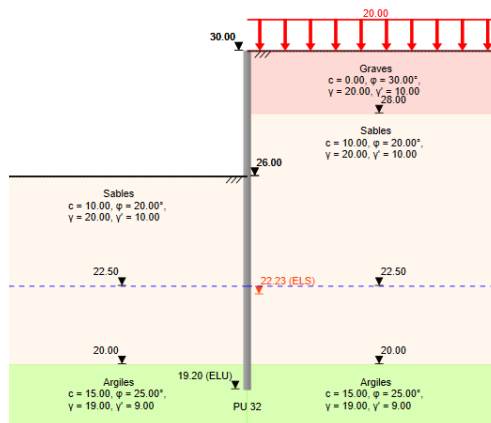 20.00
30.00
Graves
c = 0.00, φ = 30.00°,
γ = 20.00, γ' = 10.00
28.00
Sables
c = 10.00, φ = 20.00°,
γ = 20.00, γ' = 10.00
26.00
Sables
c = 10.00, φ = 20.00°,
γ = 20.00, γ' = 10.00
22.50
22.23 (ELS)
22.50
20.00
20.00
19.20 (ELU)
Argiles
c = 15.00, φ = 25.00°,
γ = 19.00, γ' = 9.00
PU 32
Argiles
c = 15.00, φ = 25.00°,
γ = 19.00, γ' = 9.00